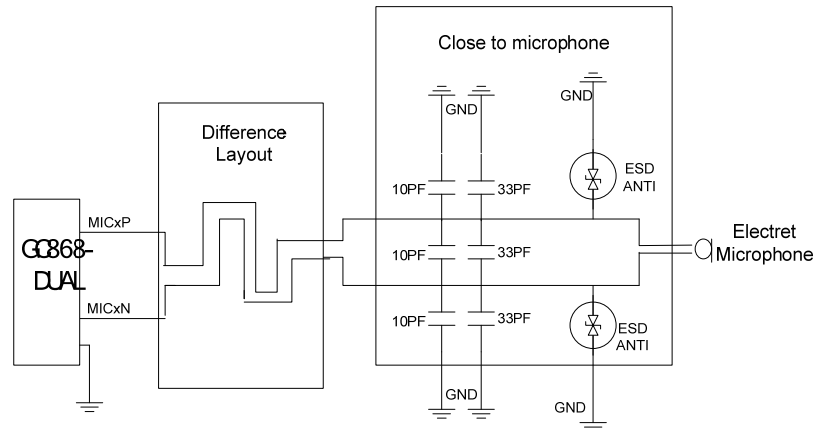 Close to microphone
GND
GND
Difference
Layout
ESD
ANTI
10PF
33PF
MICxP
GC868-
DUAL
10PF
33PF
Electret
Microphone
MICxN
10PF
33PF
ESD
ANTI
GND
GND